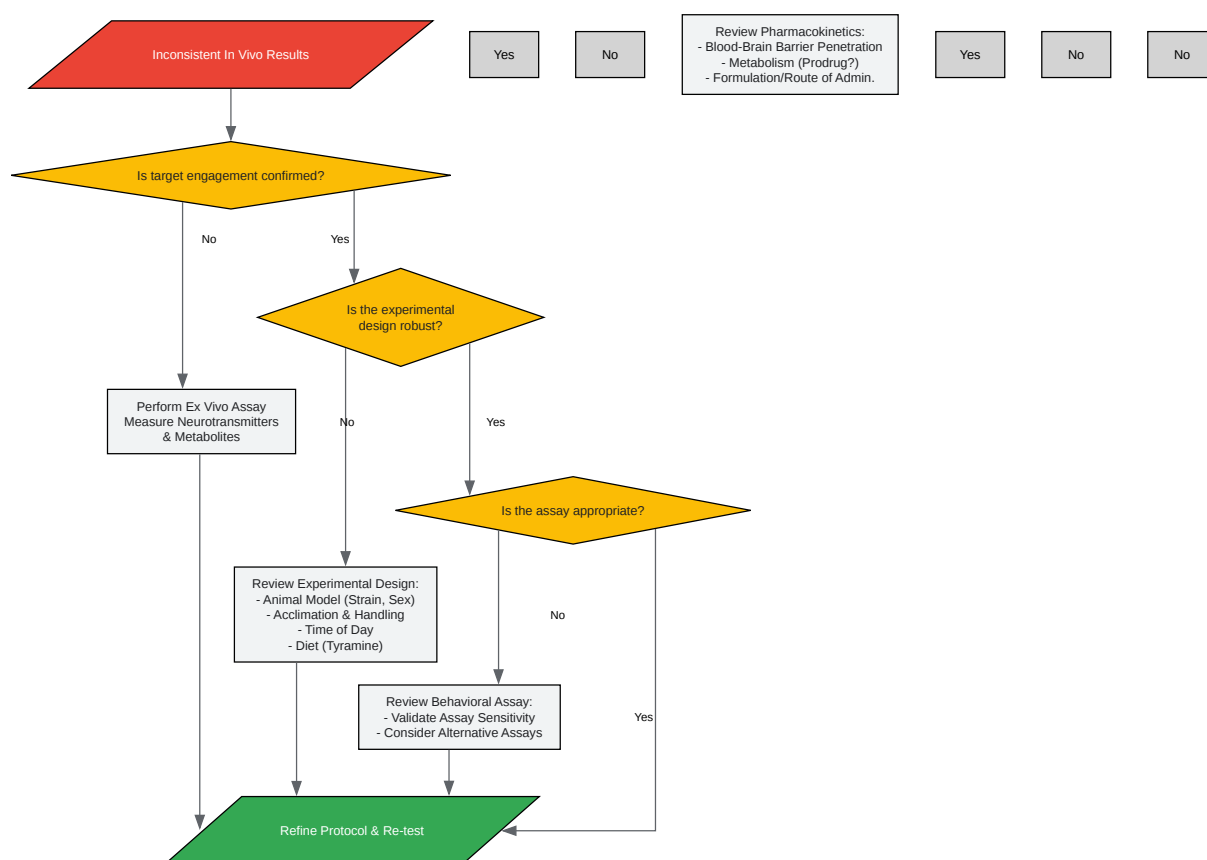 Inconsistent In Vivo Results
Yes
No
Review Pharmacokinetics:
- Blood-Brain Barrier Penetration
- Metabolism (Prodrug?)
- Formulation/Route of Admin.
Yes
No
No
Is target engagement confirmed?
No
Yes
Is the experimental
design robust?
Perform Ex Vivo Assay
Measure Neurotransmitters
& Metabolites
No
Yes
Is the assay appropriate?
Review Experimental Design:
- Animal Model (Strain, Sex)
- Acclimation & Handling
- Time of Day
- Diet (Tyramine)
No
Review Behavioral Assay:
- Validate Assay Sensitivity
- Consider Alternative Assays
Yes
Refine Protocol & Re-test